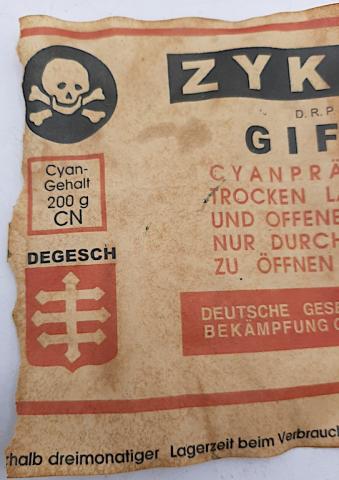 ZYK
D.R.P.
GIF
Cyan-
Gehalt
200 g
CN
CYANPRÄ
TROCKEN LA
UND OFFENE
NUR DURCH
ZU ÖFFNEN
DEGESCH
DEUTSCHE GESE
BEKÄMPFUNG
rhalb dreimonatiger Lagerzeit beim Verbrauch